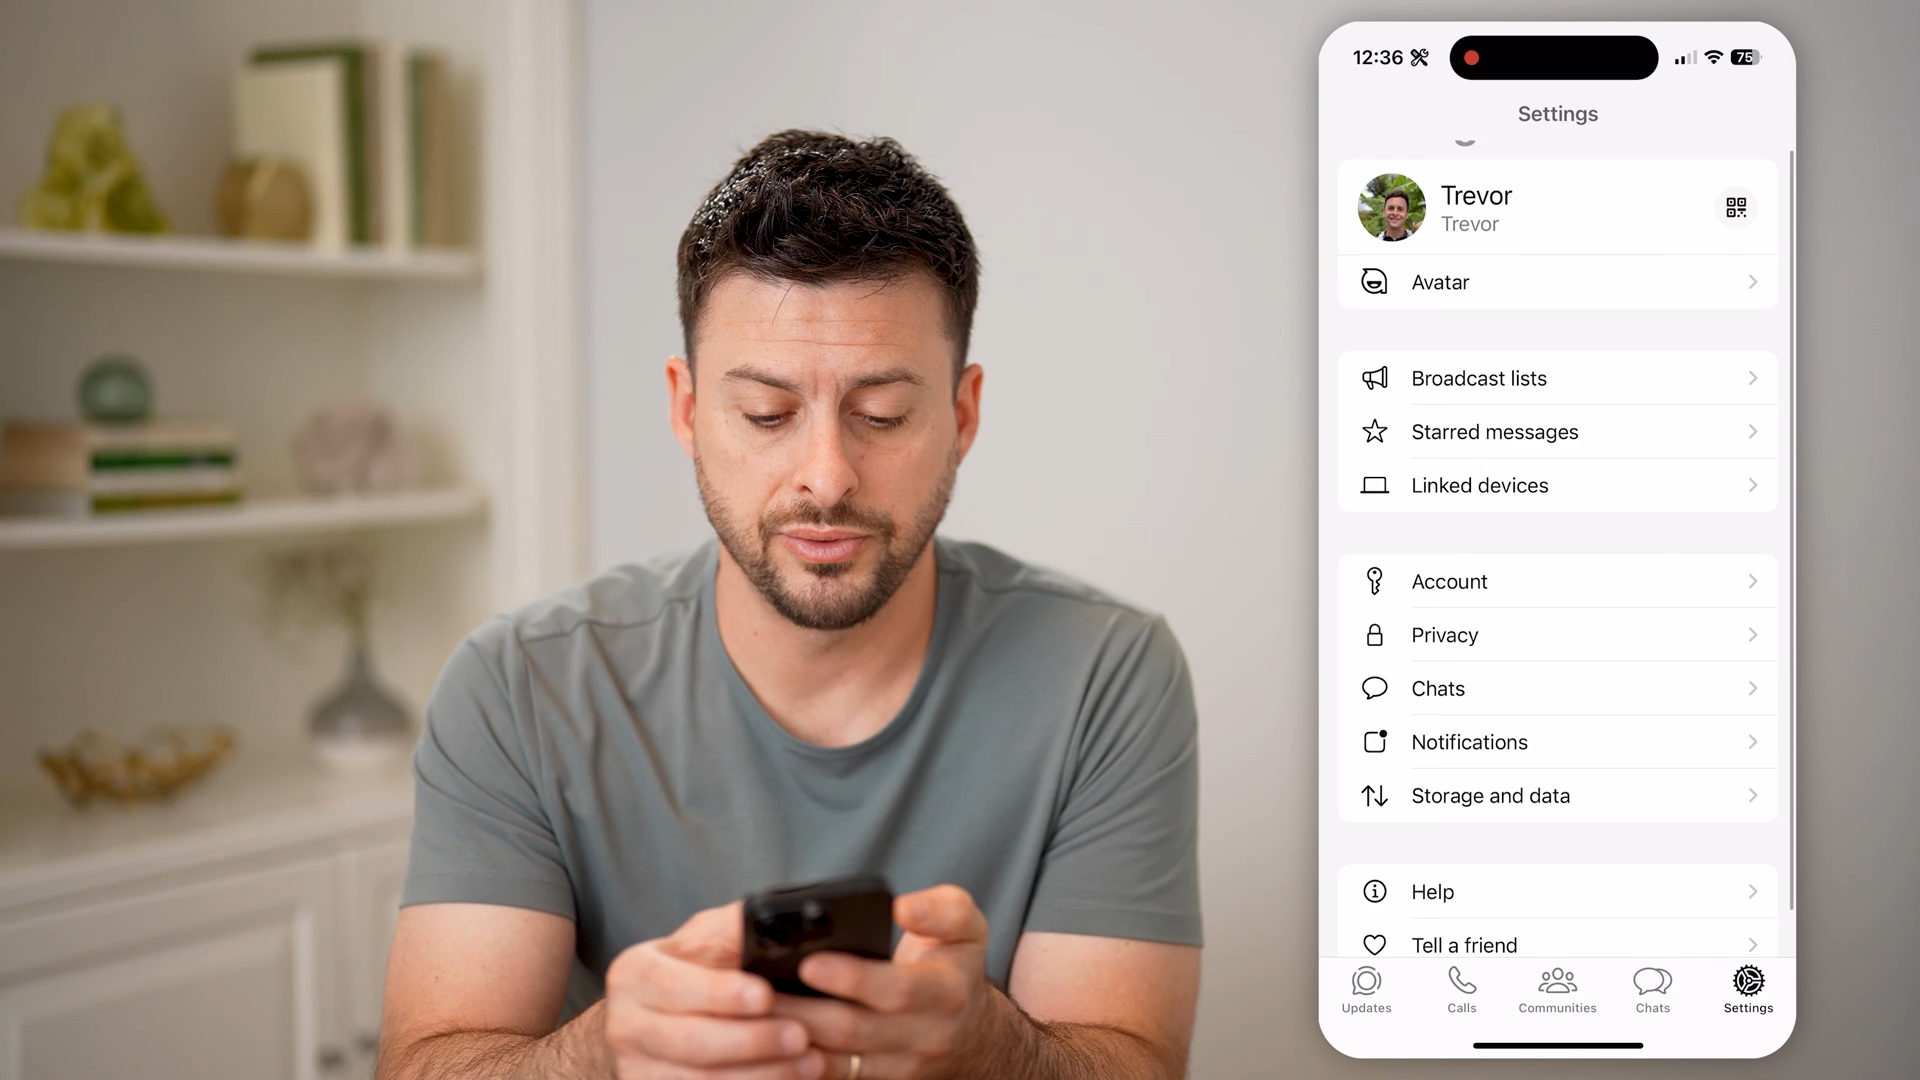 12:36
75
Settings
Trevor
Trevor
Avatar
Broadcast lists
Starred messages
Linked devices
Account
Privacy
Chats
Notifications
Storage and data
Help
Tell a friend
Updates
Calls
Communities
Chats
Settings